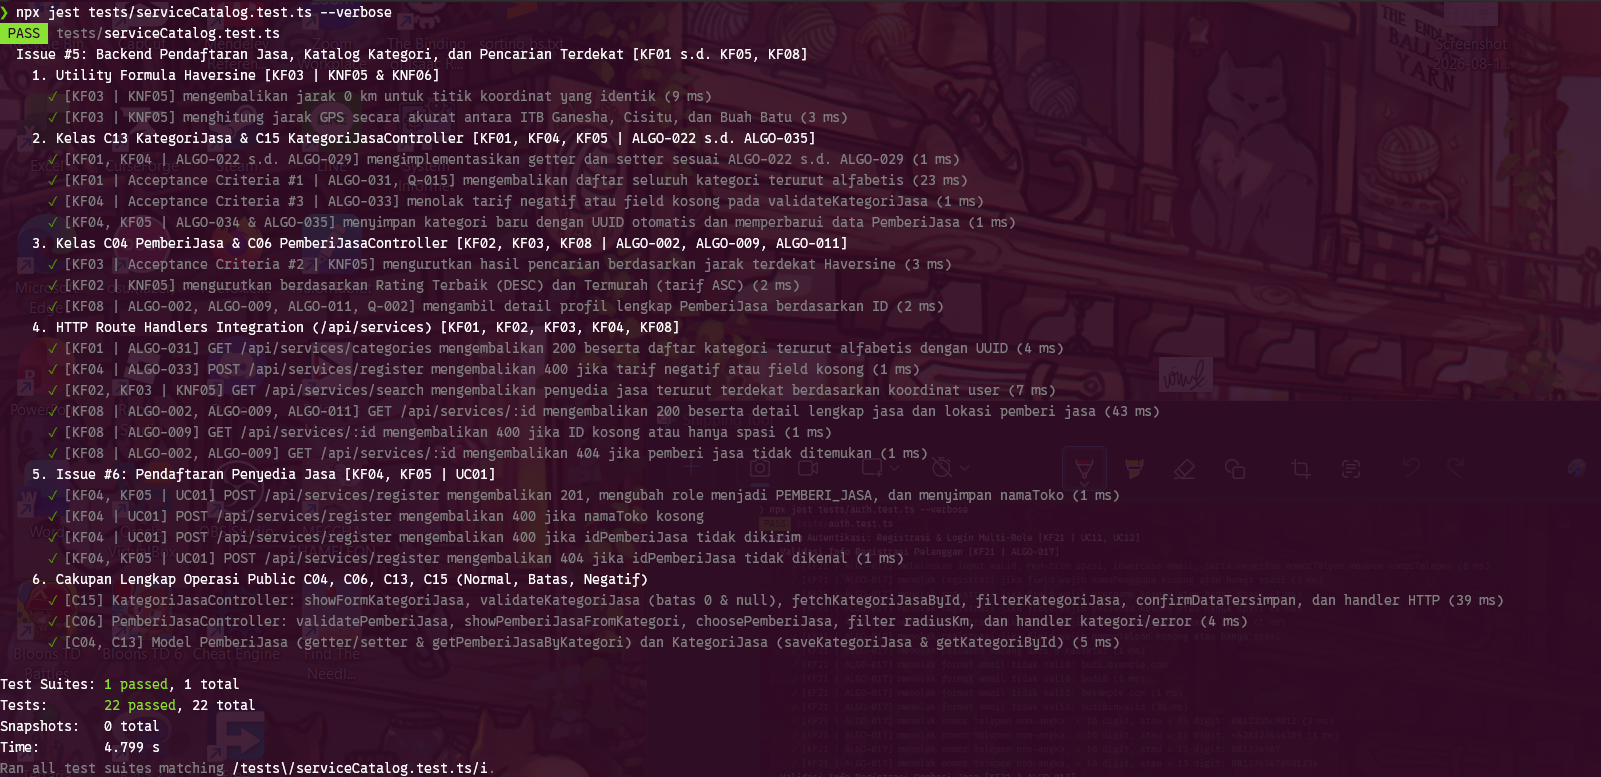 ❯ npx jest tests/serviceCatalog.test.ts --verbose
PASS tests/serviceCatalog.test.ts
Issue #5: Backend Pendaftaran Jasa, Katalog Kategori, dan Pencarian Terdekat [KF01 s.d. KF05, KF08]
1. Utility Formula Haversine [KF03 | KNF05 & KNF06]
✓ [KF03 | KNF05] mengembalikan jarak 0 km untuk titik koordinat yang identik (9 ms)
✓ [KF03 | KNF05] menghitung jarak GPS secara akurat antara ITB Ganesha, Cisitu, dan Buah Batu (3 ms)
2. Kelas C13 KategoriJasa & C15 KategoriJasaController [KF01, KF04, KF05 | ALGO-022 s.d. ALGO-035]
✓ [KF01, KF04 | ALGO-022 s.d. ALGO-029] mengimplementasikan getter dan setter sesuai ALGO-022 s.d. ALGO-029 (1 ms)
✓ [KF01 | Acceptance Criteria #1 | ALGO-031, Q-015] mengembalikan daftar seluruh kategori terurut alfabetis (23 ms)
✓ [KF04 | Acceptance Criteria #3 | ALGO-033] menolak tarif negatif atau field kosong pada validateKategoriJasa (1 ms)
✓ [KF04, KF05 | ALGO-034 & ALGO-035] menyimpan kategori baru dengan UUID otomatis dan memperbarui data PemberiJasa (1 ms)
3. Kelas C04 PemberiJasa & C06 PemberiJasaController [KF02, KF03, KF08 | ALGO-002, ALGO-009, ALGO-011]
✓ [KF03 | Acceptance Criteria #2 | KNF05] mengurutkan hasil pencarian berdasarkan jarak terdekat Haversine (3 ms)
✓ [KF02 | KNF05] mengurutkan berdasarkan Rating Terbaik (DESC) dan Termurah (tarif ASC) (2 ms)
✓ [KF08 | ALGO-002, ALGO-009, ALGO-011, Q-002] mengambil detail profil lengkap PemberiJasa berdasarkan ID (2 ms)
4. HTTP Route Handlers Integration (/api/services) [KF01, KF02, KF03, KF04, KF08]
✓ [KF01 | ALGO-031] GET /api/services/categories mengembalikan 200 beserta daftar kategori terurut alfabetis dengan UUID (4 ms)
✓ [KF04 | ALGO-033] POST /api/services/register mengembalikan 400 jika tarif negatif atau field kosong (1 ms)
✓ [KF02, KF03 | KNF05] GET /api/services/search mengembalikan penyedia jasa terurut terdekat berdasarkan koordinat user (7 ms)
✓ [KF08 | ALGO-002, ALGO-009, ALGO-011] GET /api/services/:id mengembalikan 200 beserta detail lengkap jasa dan lokasi pemberi jasa (43 ms)
✓ [KF08 | ALGO-009] GET /api/services/:id mengembalikan 400 jika ID kosong atau hanya spasi (1 ms)
✓ [KF08 | ALGO-002, ALGO-009] GET /api/services/:id mengembalikan 404 jika pemberi jasa tidak ditemukan (1 ms)
5. Issue #6: Pendaftaran Penyedia Jasa [KF04, KF05 | UC01]
✓ [KF04, KF05 | UC01] POST /api/services/register mengembalikan 201, mengubah role menjadi PEMBERI_JASA, dan menyimpan namaToko (1 ms)
✓ [KF04 | UC01] POST /api/services/register mengembalikan 400 jika namaToko kosong
✓ [KF04 | UC01] POST /api/services/register mengembalikan 400 jika idPemberiJasa tidak dikirim
✓ [KF04, KF05 | UC01] POST /api/services/register mengembalikan 404 jika idPemberiJasa tidak dikenal (1 ms)
6. Cakupan Lengkap Operasi Public C04, C06, C13, C15 (Normal, Batas, Negatif)
✓ [C15] KategoriJasaController: showFormKategoriJasa, validateKategoriJasa (batas 0 & null), fetchKategoriJasaById, filterKategoriJasa, confirmDataTersimpan, dan handler HTTP (39 ms)
✓ [C06] PemberiJasaController: validatePemberiJasa, showPemberiJasaFromKategori, choosePemberiJasa, filter radiusKm, dan handler kategori/error (4 ms)
✓ [C04, C13] Model PemberiJasa (getter/setter & getPemberiJasaByKategori) dan KategoriJasa (saveKategoriJasa & getKategoriById) (5 ms)
Test Suites: 1 passed, 1 total
Tests: 22 passed, 22 total
Snapshots: 0 total
Time: 4.799 s
Ran all test suites matching /tests\/serviceCatalog.test.ts/i.
THE ENDLESS
BALL OF
YARN
Screenshot